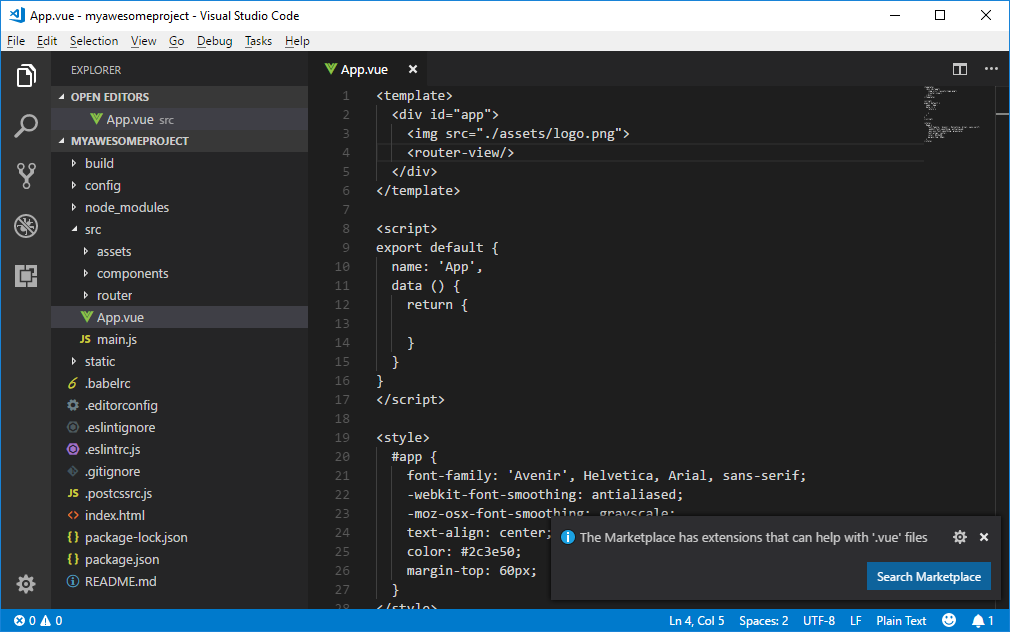 App.vue - myawesomeproject - Visual Studio Code
File Edit Selection View Go Debug Tasks Help
EXPLORER
OPEN EDITORS
App.vue src
MYAWESOMEPROJECT
build
config
node_modules
src
assets
components
router
App.vue
JS main.js
static
.babelrc
.editorconfig
.eslintignore
.eslintrc.js
.gitignore
JS .postcssrc.js
<> index.html
{} package-lock.json
{} package.json
README.md
App.vue
1 <template>
2 <div id="app">
3 <img src="./assets/logo.png">
4 <router-view/>
5 </div>
6 </template>
7
8 <script>
9 export default {
10 name: 'App',
11 data () {
12 return {
13
14 }
15 }
16 }
17 </script>
18
19 <style>
20 #app {
21 font-family: 'Avenir', Helvetica, Arial, sans-serif;
22 -webkit-font-smoothing: antialiased;
23 -moz-osx-font-smoothing: grayscale;
24 text-align: center;
25 color: #2c3e50;
26 margin-top: 60px;
27 }
28 </style>
The Marketplace has extensions that can help with '.vue' files
Search Marketplace
0 0 Ln 4, Col 5 Spaces: 2 UTF-8 LF Plain Text 1